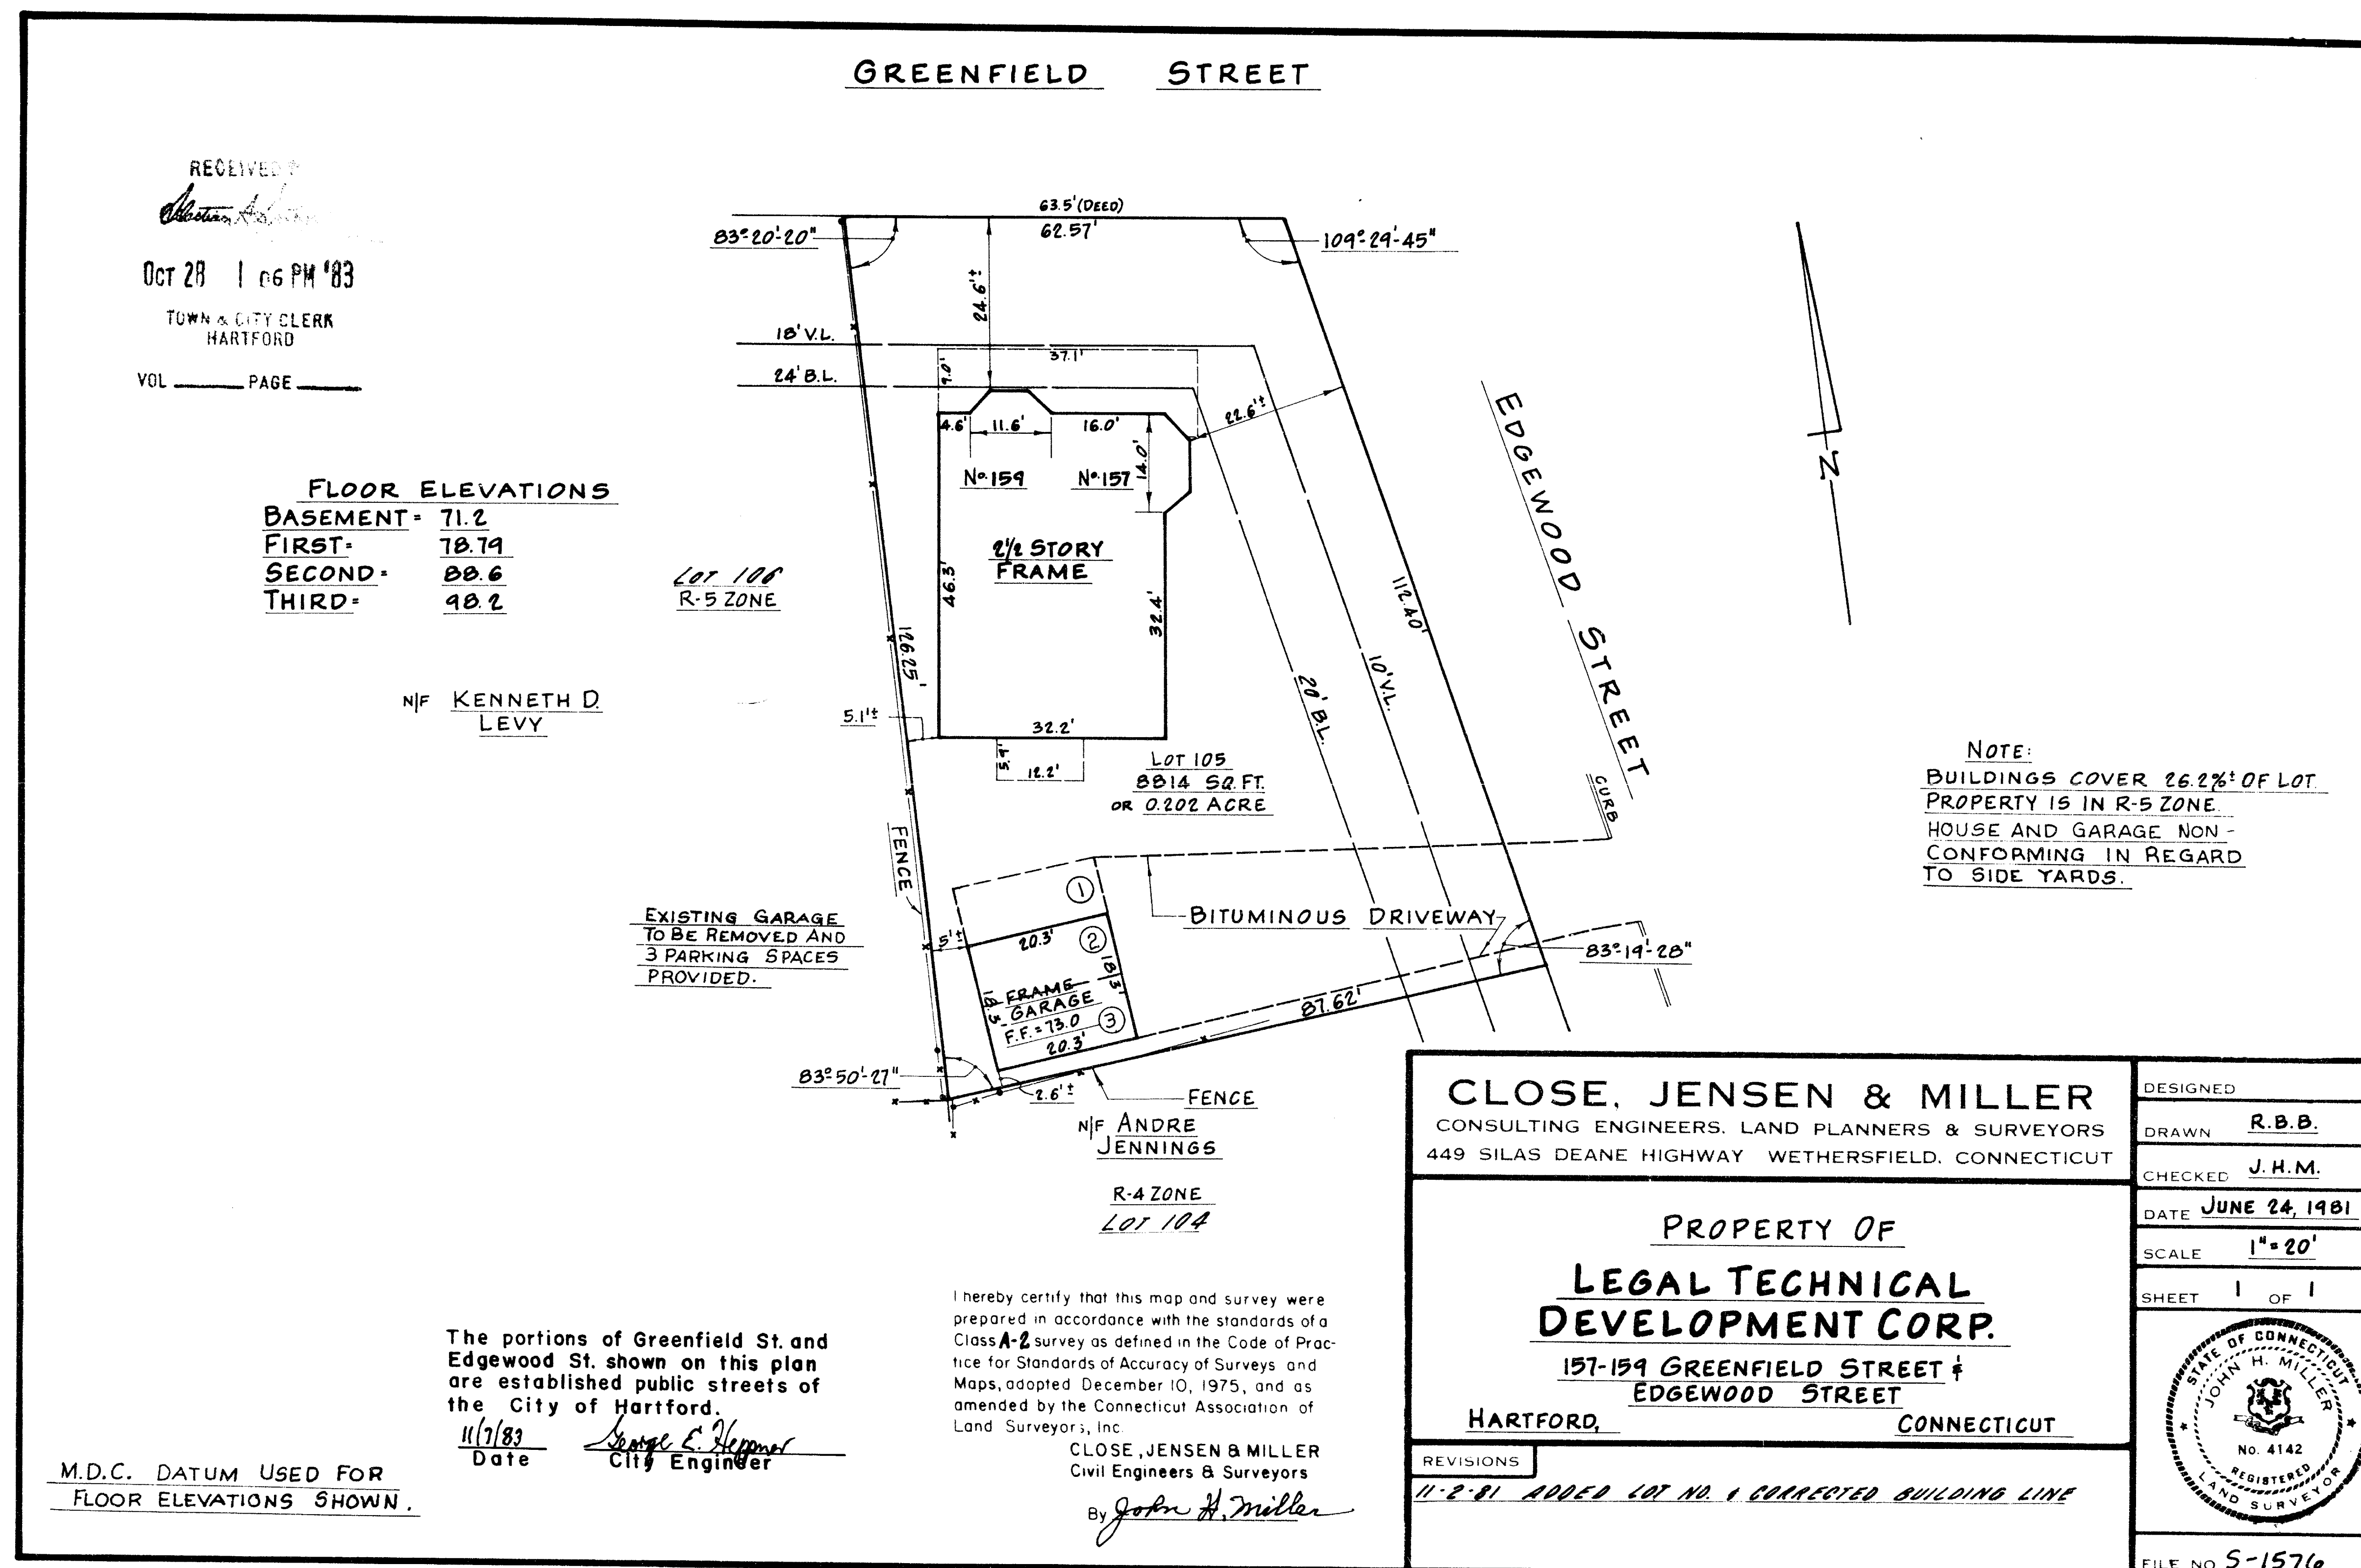 GREENFIELD STREET
RECEIVED
OCT 28 1 06 PM '83
TOWN & CITY CLERK
HARTFORD
VOL PAGE
63.5' (DEED)
62.57'
83°-20'-20"
109°-29'-45"
24.6'±
18' V.L.
37.1'
9.0'
24' B.L.
22.6'±
4.6' 11.6' 16.0'
14.0'
No. 159 No. 157
2 1/2 STORY
FRAME
46.3'
32.4'
112.40'
EDGEWOOD STREET
N
FLOOR ELEVATIONS
BASEMENT = 71.2
FIRST = 78.79
SECOND = 88.6
THIRD = 98.2
LOT 106
R-5 ZONE
126.25'
N/F KENNETH D.
LEVY
5.1'±
32.2'
5.9'
12.2'
LOT 105
8814 SQ. FT.
OR 0.202 ACRE
20' B.L.
10' V.L.
CURB
NOTE:
BUILDINGS COVER 26.2%± OF LOT.
PROPERTY IS IN R-5 ZONE.
HOUSE AND GARAGE NON-
CONFORMING IN REGARD
TO SIDE YARDS.
FENCE
EXISTING GARAGE
TO BE REMOVED AND
3 PARKING SPACES
PROVIDED.
5'±
1
2
3
20.3'
18.3'
18.5
FRAME
GARAGE
F.F. = 73.0
20.3'
BITUMINOUS DRIVEWAY
83°-19'-28"
87.62'
83°-50'-27"
2.6'±
FENCE
N/F ANDRE
JENNINGS
R-4 ZONE
LOT 104
The portions of Greenfield St. and
Edgewood St. shown on this plan
are established public streets of
the City of Hartford.
11/7/83 George E. Heppner
Date City Engineer
M.D.C. DATUM USED FOR
FLOOR ELEVATIONS SHOWN.
I hereby certify that this map and survey were
prepared in accordance with the standards of a
Class A-2 survey as defined in the Code of Prac-
tice for Standards of Accuracy of Surveys and
Maps, adopted December 10, 1975, and as
amended by the Connecticut Association of
Land Surveyors, Inc.
CLOSE, JENSEN & MILLER
Civil Engineers & Surveyors
By John H. Miller
CLOSE, JENSEN & MILLER
CONSULTING ENGINEERS, LAND PLANNERS & SURVEYORS
449 SILAS DEANE HIGHWAY WETHERSFIELD, CONNECTICUT
PROPERTY OF
LEGAL TECHNICAL
DEVELOPMENT CORP.
157-159 GREENFIELD STREET &
EDGEWOOD STREET
HARTFORD, CONNECTICUT
REVISIONS
11-2-81 ADDED LOT NO. & CORRECTED BUILDING LINE
DESIGNED
DRAWN R.B.B.
CHECKED J.H.M.
DATE JUNE 24, 1981
SCALE 1" = 20'
SHEET 1 OF 1
STATE OF CONNECTICUT
JOHN H. MILLER
No. 4142
REGISTERED
LAND SURVEYOR
FILE NO. S-1576